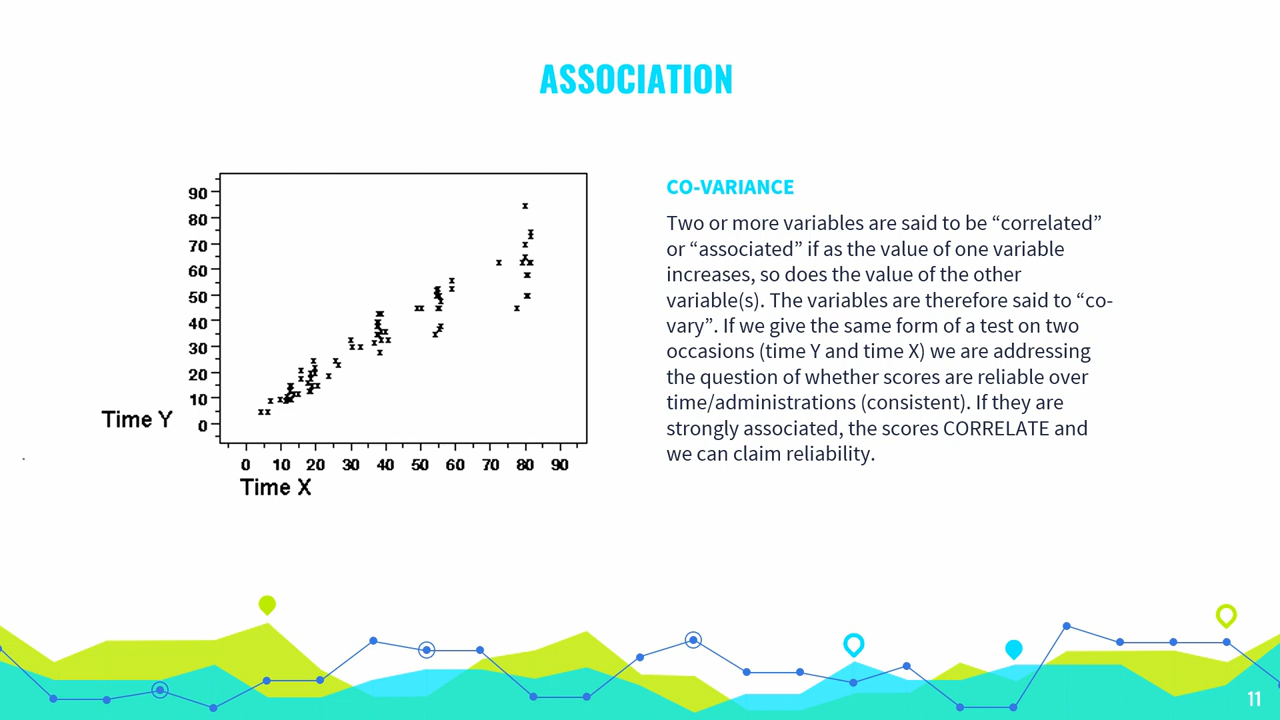 ASSOCIATION
90
80
70
60
50
40
30
20
10
0
Time Y
0 10 20 30 40 50 60 70 80 90
Time X
CO-VARIANCE
Two or more variables are said to be “correlated”
or “associated” if as the value of one variable
increases, so does the value of the other
variable(s). The variables are therefore said to “co-
vary”. If we give the same form of a test on two
occasions (time Y and time X) we are addressing
the question of whether scores are reliable over
time/administrations (consistent). If they are
strongly associated, the scores CORRELATE and
we can claim reliability.
11